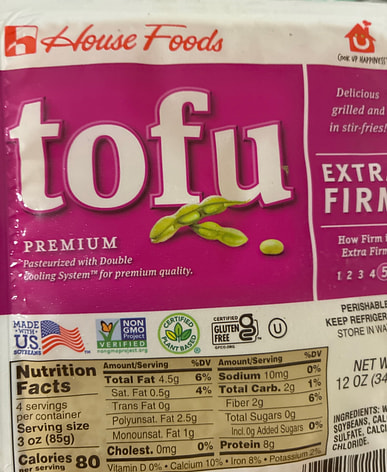 House Foods
COOK UP HAPPINESS
tofu
Delicious
grilled and
in stir-fries!
EXTRA
FIRM
PREMIUM
Pasteurized with Double
Cooling System™ for premium quality.
How Firm i
Extra Firm
1 2 3 4 5
PERISHABLE
KEEP REFRIGER
STORE IN WA
MADE WITH US SOYBEANS
NON GMO Project VERIFIED
nongmoproject.org
CERTIFIED PLANT BASED
CERTIFIED GLUTEN FREE
GFCO.ORG
U
NET W
12 OZ (34
Nutrition Facts
4 servings per container
Serving size
3 oz (85g)
Calories per serving 80
Amount/Serving %DV
Total Fat 4.5g 6%
Sat. Fat 0.5g 4%
Trans Fat 0g
Polyunsat. Fat 2.5g
Monounsat. Fat 1g
Cholest. 0mg 0%
Amount/Serving %DV
Sodium 10mg 0%
Total Carb. 2g 1%
Fiber 2g 6%
Total Sugars 0g
Incl. 0g Added Sugars 0%
Protein 8g
Vitamin D 0% • Calcium 10% • Iron 8% • Potassium 2%
INGREDIENTS: W
SOYBEANS, CAL
SULFATE, CALC
CHLORIDE.